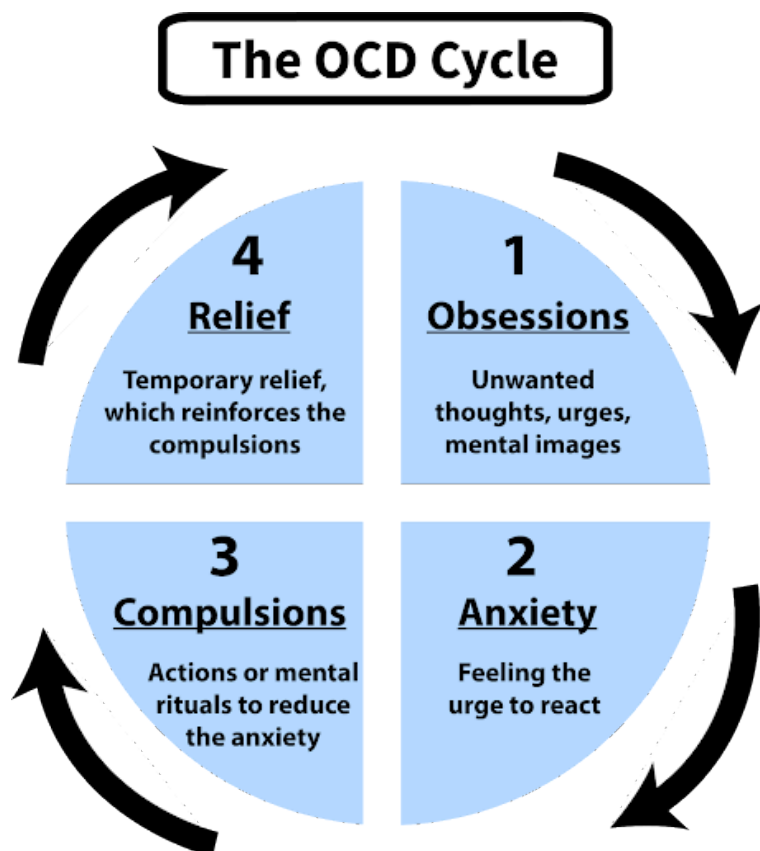 The OCD Cycle
1
Obsessions
Unwanted
thoughts, urges,
mental images
2
Anxiety
Feeling the
urge to react
3
Compulsions
Actions or mental
rituals to reduce
the anxiety
4
Relief
Temporary relief,
which reinforces the
compulsions